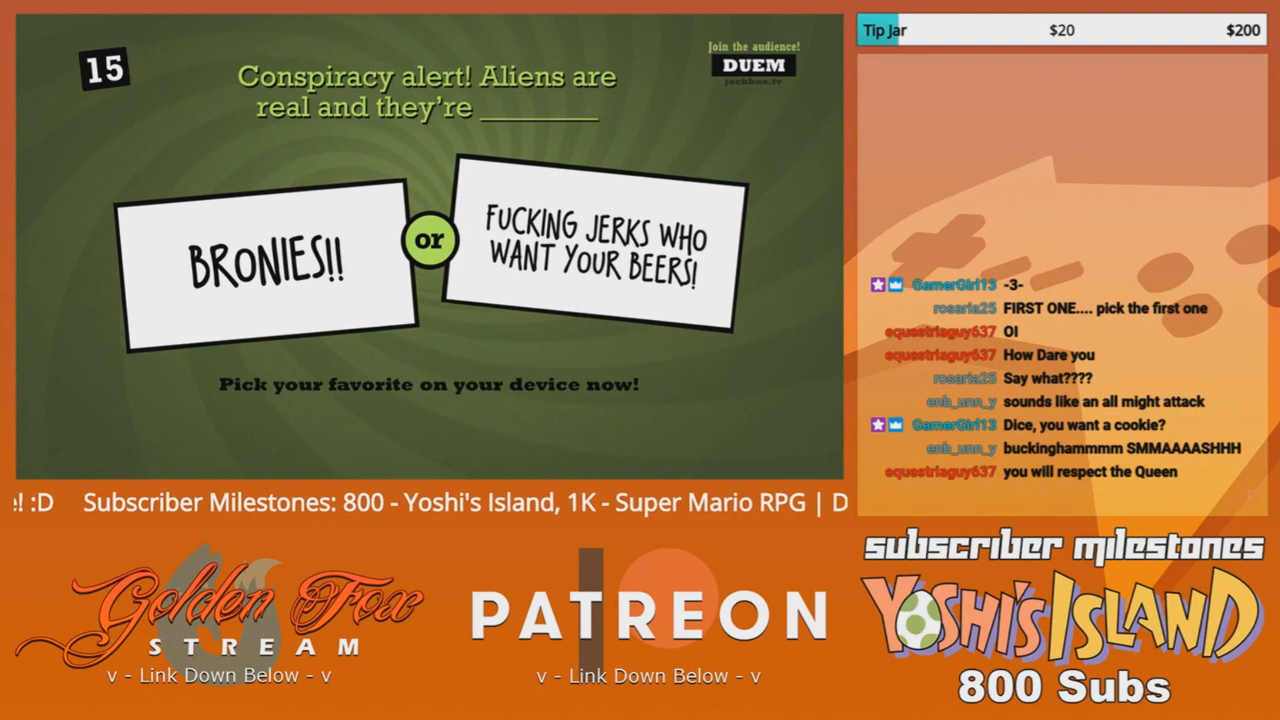 15
Conspiracy alert! Aliens are
real and they're ________
Join the audience!
DUEM
jackbox.tv
BRONIES!!
or
FUCKING JERKS WHO
WANT YOUR BEERS!
Pick your favorite on your device now!
Tip Jar $20 $200
GamerGirl13 -3-
rosaria25 FIRST ONE.... pick the first one
equestriaguy637 OI
equestriaguy637 How Dare you
rosaria25 Say what????
enh_unn_y sounds like an all might attack
GamerGirl13 Dice, you want a cookie?
enh_unn_y buckinghammmm SMMAAAASHHH
equestriaguy637 you will respect the Queen
e! :D Subscriber Milestones: 800 - Yoshi's Island, 1K - Super Mario RPG | D
Golden Fox
STREAM
v - Link Down Below - v
PATREON
v - Link Down Below - v
subscriber milestones
YOSHI'S ISLAND
800 Subs